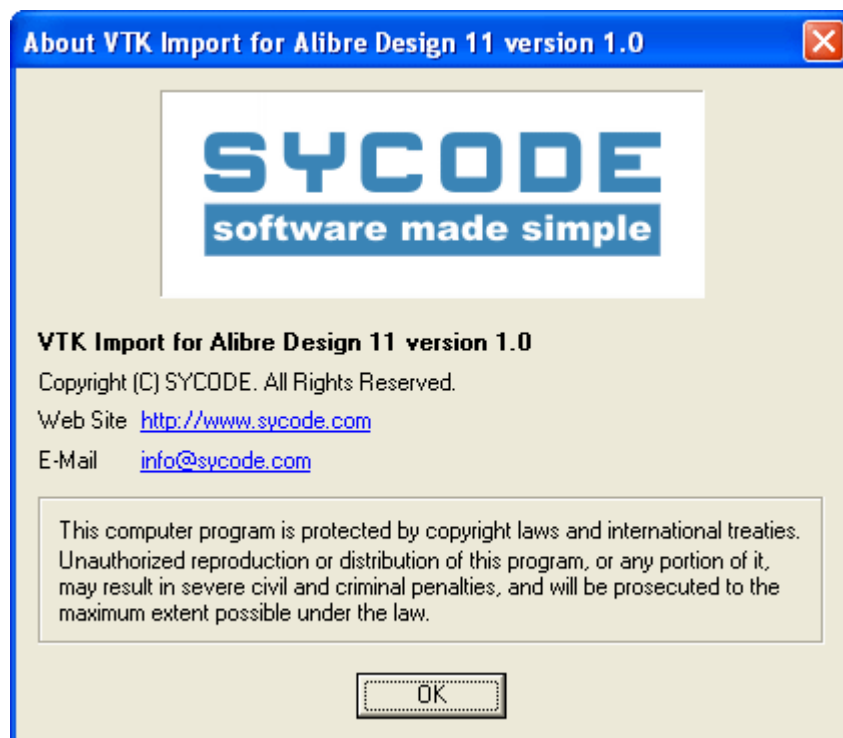 About VTK Import for Alibre Design 11 version 1.0
SYCODE
software made simple
VTK Import for Alibre Design 11 version 1.0
Copyright (C) SYCODE. All Rights Reserved.
Web Site http://www.sycode.com
E-Mail info@sycode.com
This computer program is protected by copyright laws and international treaties.
Unauthorized reproduction or distribution of this program, or any portion of it,
may result in severe civil and criminal penalties, and will be prosecuted to the
maximum extent possible under the law.
OK